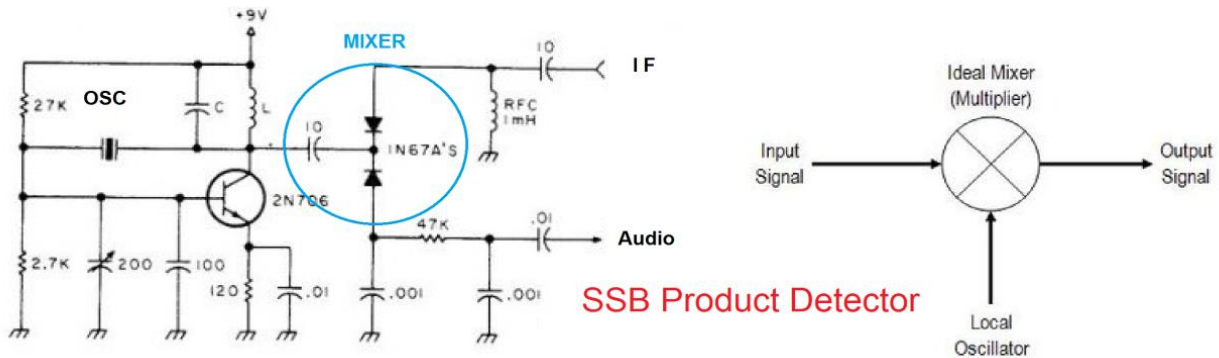 +9V
MIXER
10
I F
27K
OSC
C
L
RFC
1mH
10
1N67A'S
2N706
47K
.01
Audio
2.7K
200
100
120
.01
.001
.001
SSB Product Detector
Ideal Mixer
(Multiplier)
Input
Signal
Output
Signal
Local
Oscillator